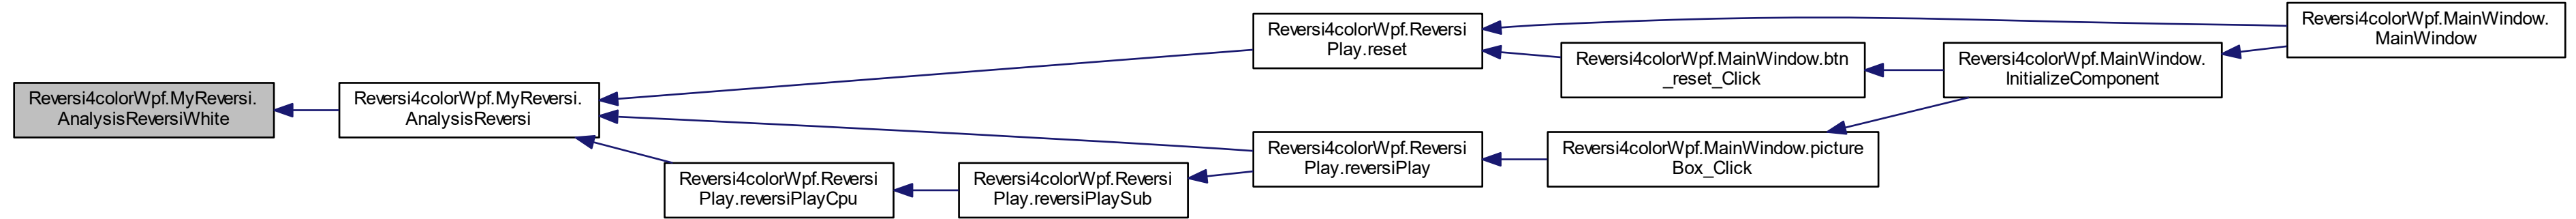 Reversi4colorWpf.MyReversi.
AnalysisReversiWhite
Reversi4colorWpf.MyReversi.
AnalysisReversi
Reversi4colorWpf.Reversi
Play.reset
Reversi4colorWpf.MainWindow.
MainWindow
Reversi4colorWpf.MainWindow.btn
_reset_Click
Reversi4colorWpf.MainWindow.
InitializeComponent
Reversi4colorWpf.Reversi
Play.reversiPlay
Reversi4colorWpf.MainWindow.picture
Box_Click
Reversi4colorWpf.Reversi
Play.reversiPlayCpu
Reversi4colorWpf.Reversi
Play.reversiPlaySub